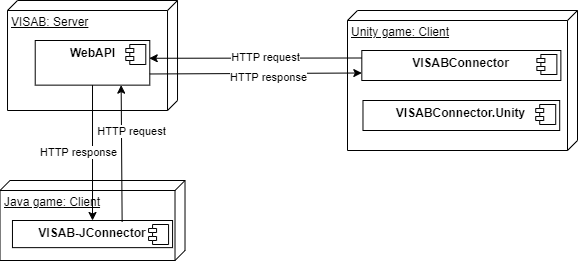 VISAB: Server
WebAPI
HTTP request
HTTP response
Unity game: Client
VISABConnector
VISABConnector.Unity
HTTP request
HTTP response
Java game: Client
VISAB-JConnector